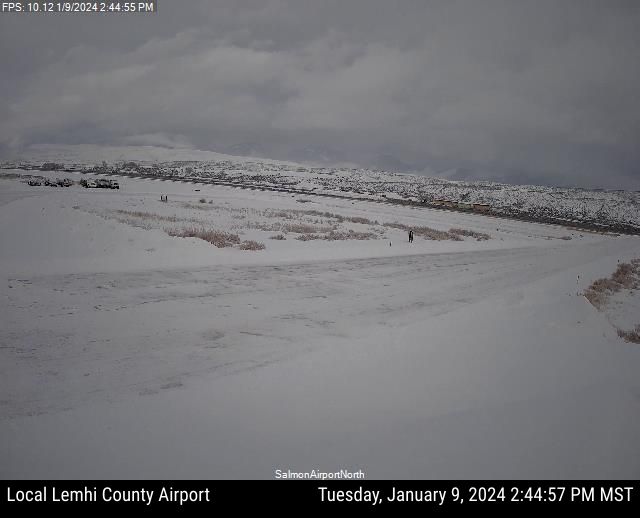 FPS: 10.12 1/9/2024 2:44:55 PM
SalmonAirportNorth
Local Lemhi County Airport Tuesday, January 9, 2024 2:44:57 PM MST